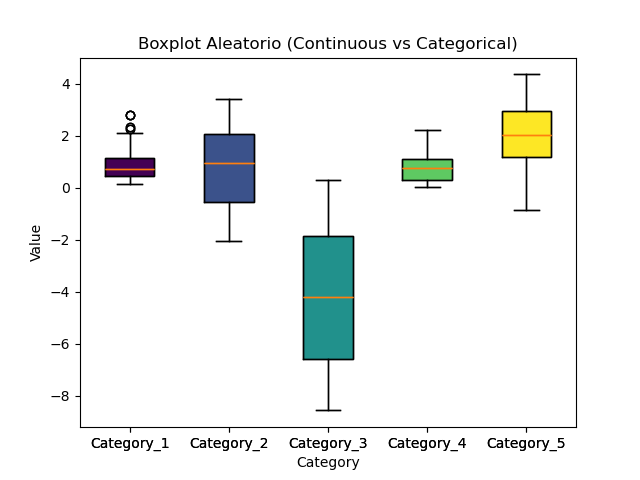 Boxplot Aleatorio (Continuous vs Categorical)
4
2
0
−2
−4
−6
−8
Value
Category_1 Category_2 Category_3 Category_4 Category_5
Category